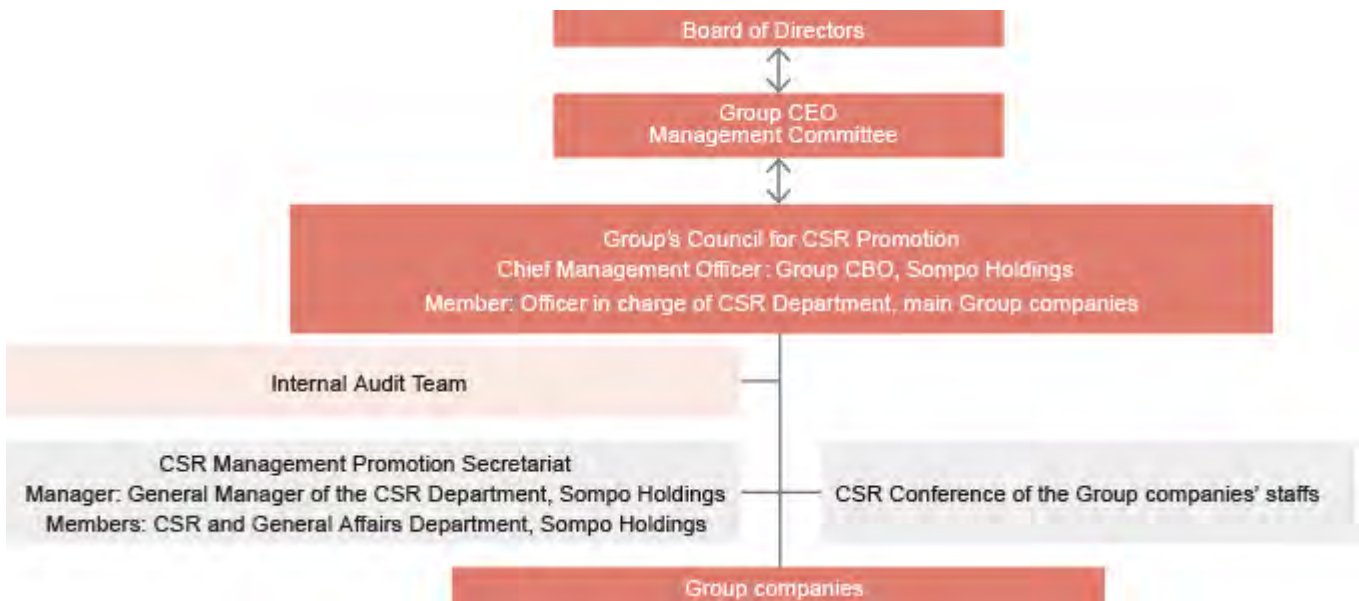 Board of Directors
Group CEO
Management Committee
Group's Council for CSR Promotion
Chief Management Officer : Group CBO, Sompo Holdings
Member: Officer in charge of CSR Department, main Group companies
Internal Audit Team
CSR Management Promotion Secretariat
Manager: General Manager of the CSR Department, Sompo Holdings
Members: CSR and General Affairs Department, Sompo Holdings
CSR Conference of the Group companies' staffs
Group companies